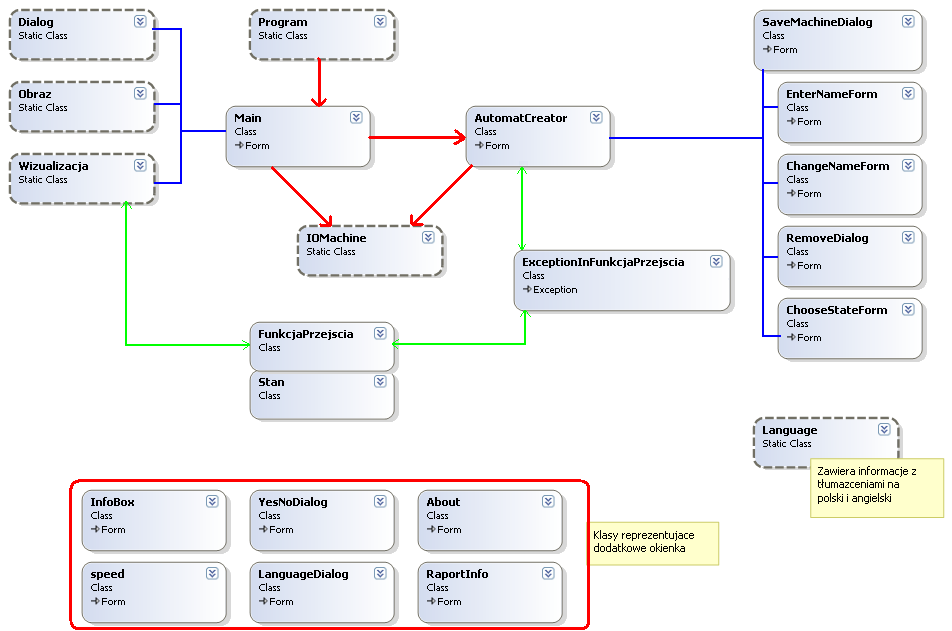 Dialog
Static Class
Program
Static Class
SaveMachineDialog
Class
Form
Obraz
Static Class
EnterNameForm
Class
Form
Main
Class
Form
AutomatCreator
Class
Form
Wizualizacja
Static Class
ChangeNameForm
Class
Form
IOMachine
Static Class
RemoveDialog
Class
Form
ExceptionInFunkcjaPrzejscia
Class
Exception
ChooseStateForm
Class
Form
FunkcjaPrzejscia
Class
Stan
Class
Language
Static Class
Zawiera informacje z
tłumazceniami na
polski i angielski
InfoBox
Class
Form
YesNoDialog
Class
Form
About
Class
Form
Klasy reprezentujace
dodatkowe okienka
speed
Class
Form
LanguageDialog
Class
Form
RaportInfo
Class
Form